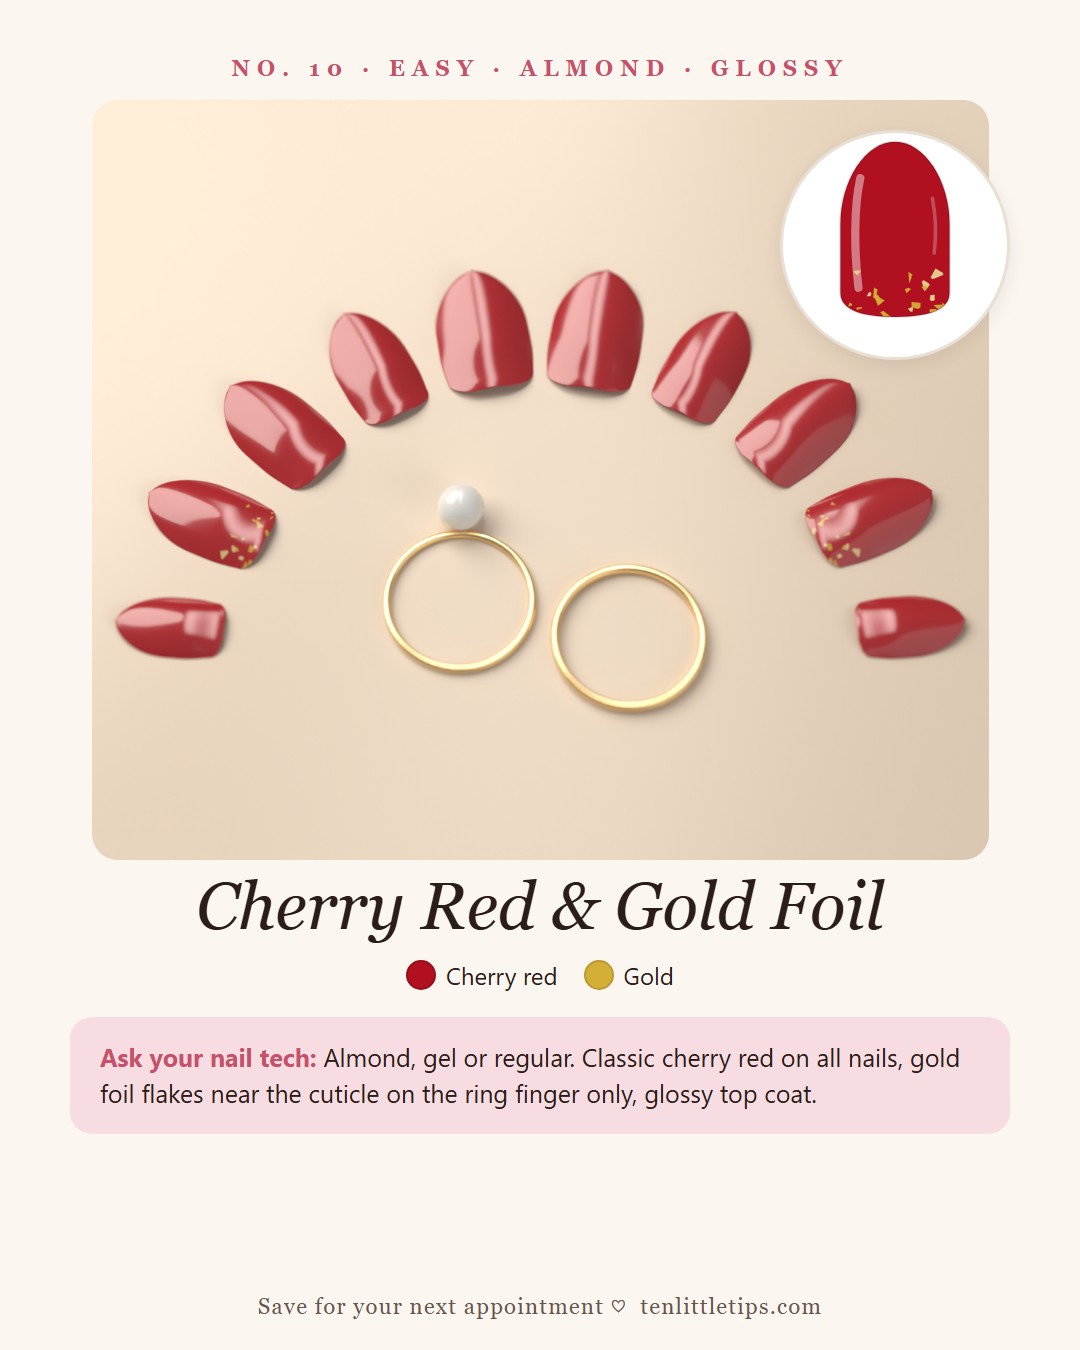 NO. 10 · EASY · ALMOND · GLOSSY
Cherry Red & Gold Foil
Cherry red Gold
Ask your nail tech: Almond, gel or regular. Classic cherry red on all nails, gold
foil flakes near the cuticle on the ring finger only, glossy top coat.
Save for your next appointment ♡ tenlittletips.com